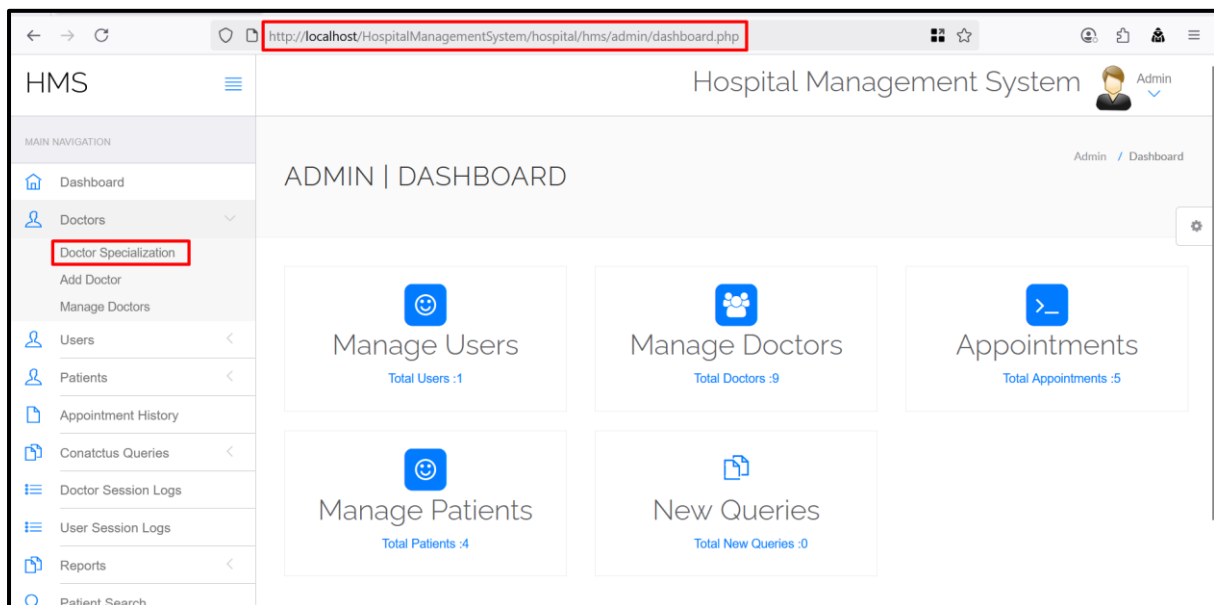 http://localhost/HospitalManagementSystem/hospital/hms/admin/dashboard.php
HMS
Hospital Management System
Admin
MAIN NAVIGATION
Dashboard
Doctors
Doctor Specialization
Add Doctor
Manage Doctors
Users
Patients
Appointment History
Conatctus Queries
Doctor Session Logs
User Session Logs
Reports
Patient Search
ADMIN | DASHBOARD
Admin / Dashboard
Manage Users
Total Users :1
Manage Doctors
Total Doctors :9
Appointments
Total Appointments :5
Manage Patients
Total Patients :4
New Queries
Total New Queries :0